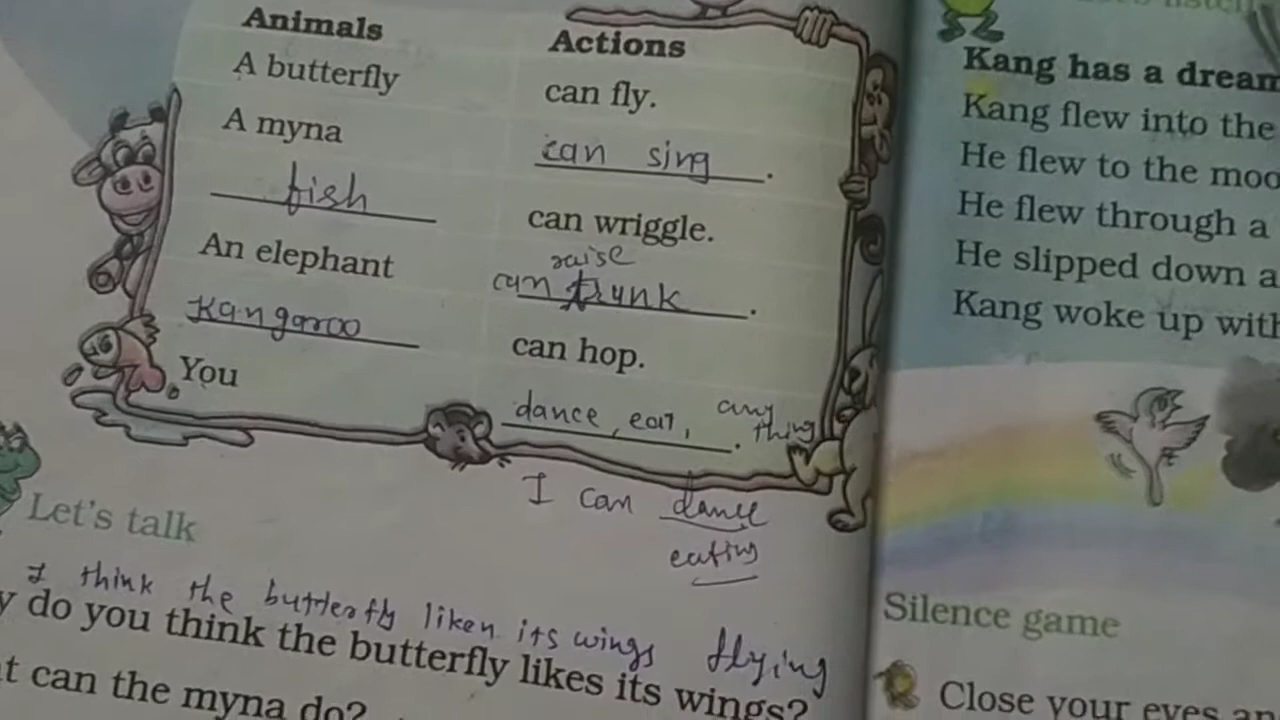 Animals Actions
A butterfly can fly.
A myna can sing.
fish can wriggle.
An elephant can raise trunk.
Kangaroo can hop.
You dance, eat, any thing.
I can dance
eating
Let's talk
I think the butterfly liken its wings flying
do you think the butterfly likes its wings?
can the myna do?
Kang has a dream
Kang flew into the
He flew to the moo
He flew through a
He slipped down a
Kang woke up with
Silence game
Close your eyes an